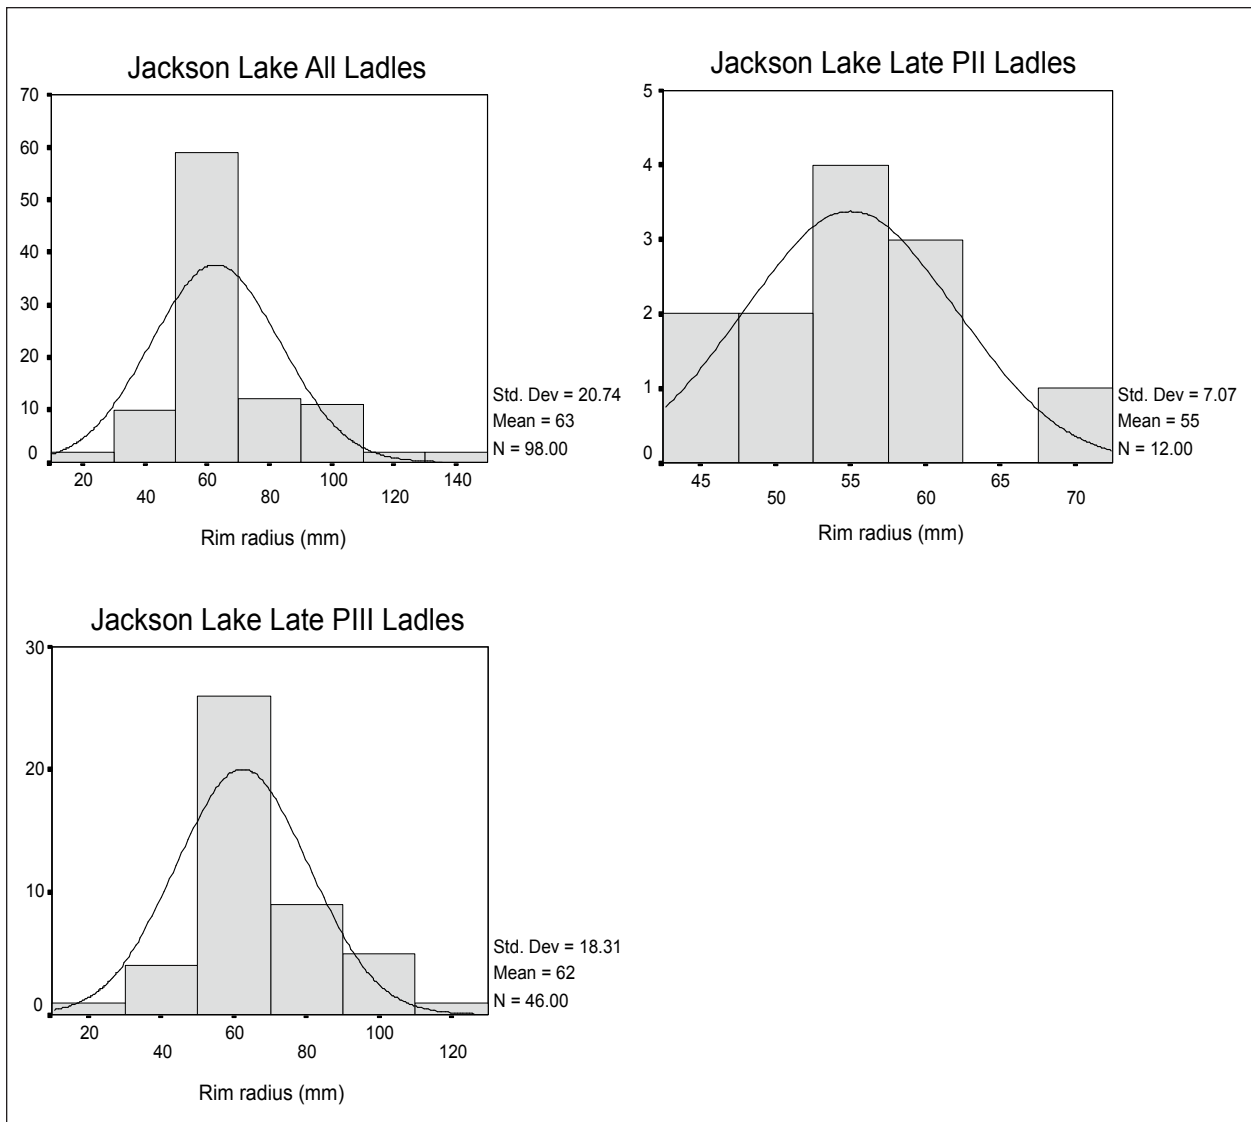 Jackson Lake All Ladles
70
60
50
40
30
20
10
0
20 60 100 140
40 80 120
Rim radius (mm)
Std. Dev = 20.74
Mean = 63
N = 98.00
Jackson Lake Late PII Ladles
5
4
3
2
1
0
45 55 60 65
50 60 70
Rim radius (mm)
Std. Dev = 7.07
Mean = 55
N = 12.00
Jackson Lake Late PIII Ladles
30
20
10
0
20 60 100
40 80 120
Rim radius (mm)
Std. Dev = 18.31
Mean = 62
N = 46.00